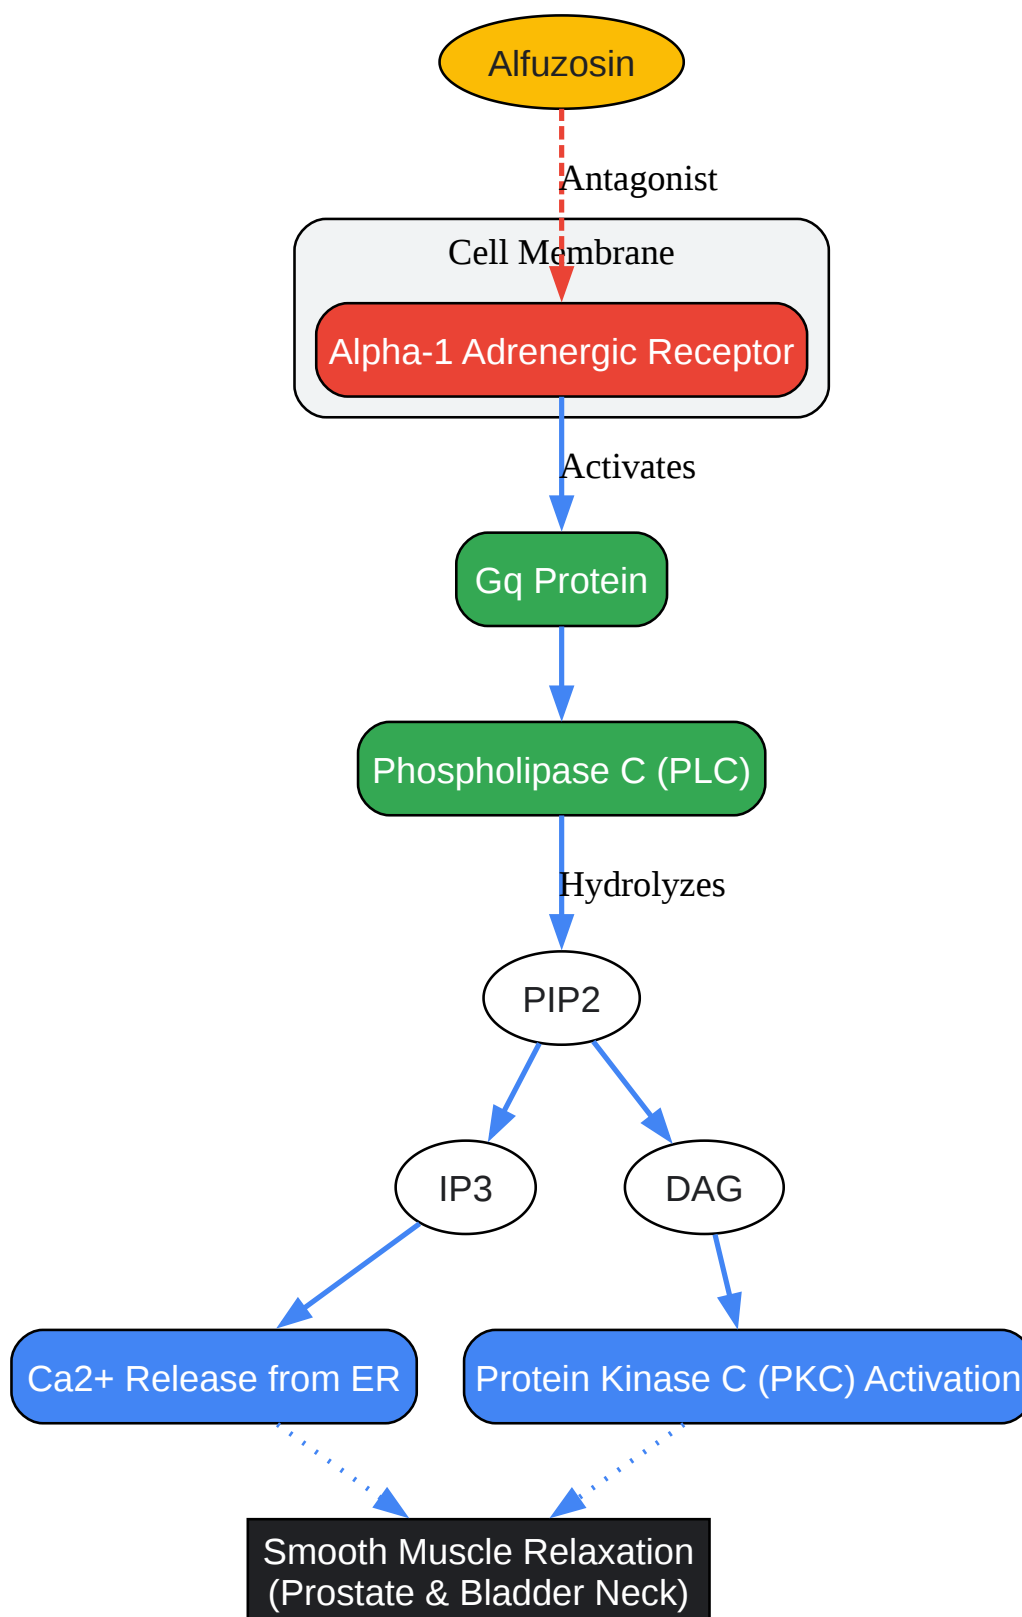 Alfuzosin
Antagonist
Cell Membrane
Alpha-1 Adrenergic Receptor
Activates
Gq Protein
Phospholipase C (PLC)
Hydrolyzes
PIP2
IP3
DAG
Ca2+ Release from ER
Protein Kinase C (PKC) Activation
Smooth Muscle Relaxation
(Prostate & Bladder Neck)